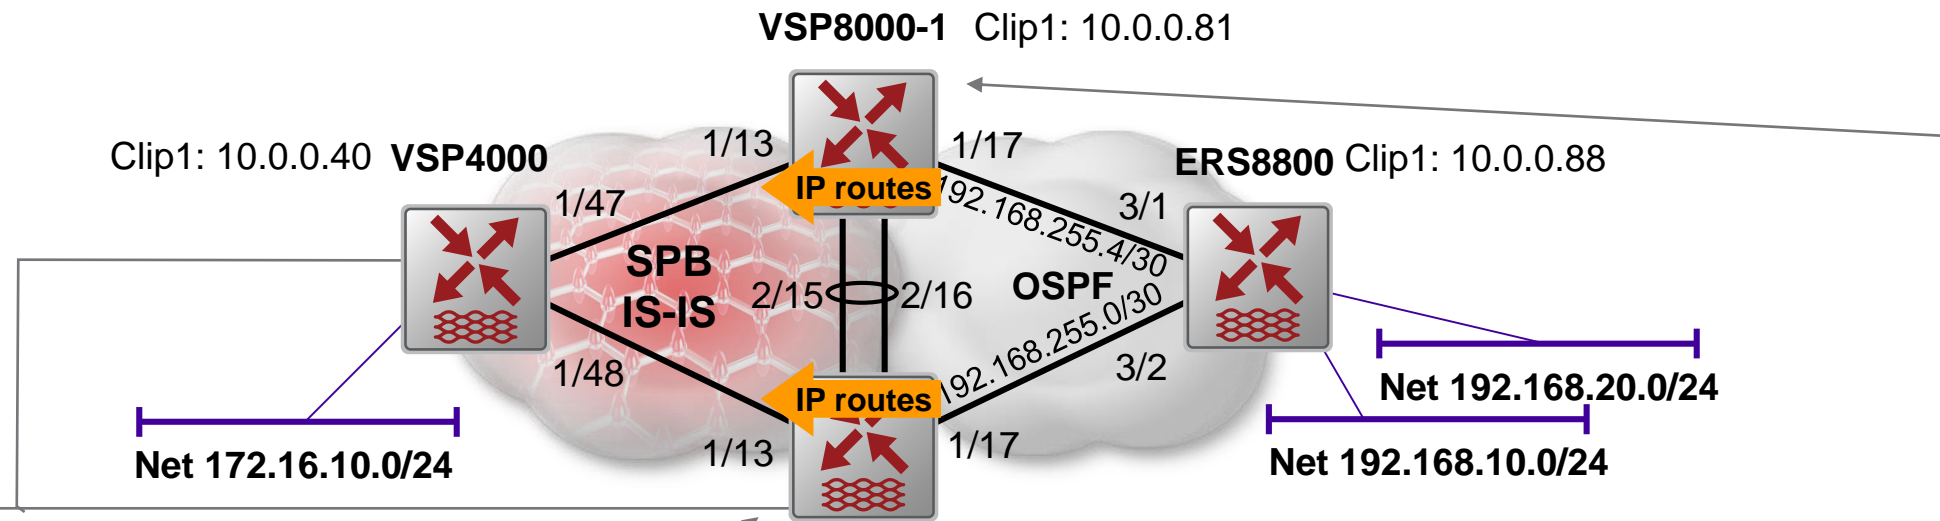 VSP8000-1 Clip1: 10.0.0.81
Clip1: 10.0.0.40 VSP4000
1/13
1/17
ERS8800 Clip1: 10.0.0.88
IP routes
1/47
3/1
192.168.255.4/30
SPB
IS-IS
2/15
2/16
OSPF
192.168.255.0/30
1/48
3/2
IP routes
Net 192.168.20.0/24
1/13
1/17
Net 172.16.10.0/24
Net 192.168.10.0/24